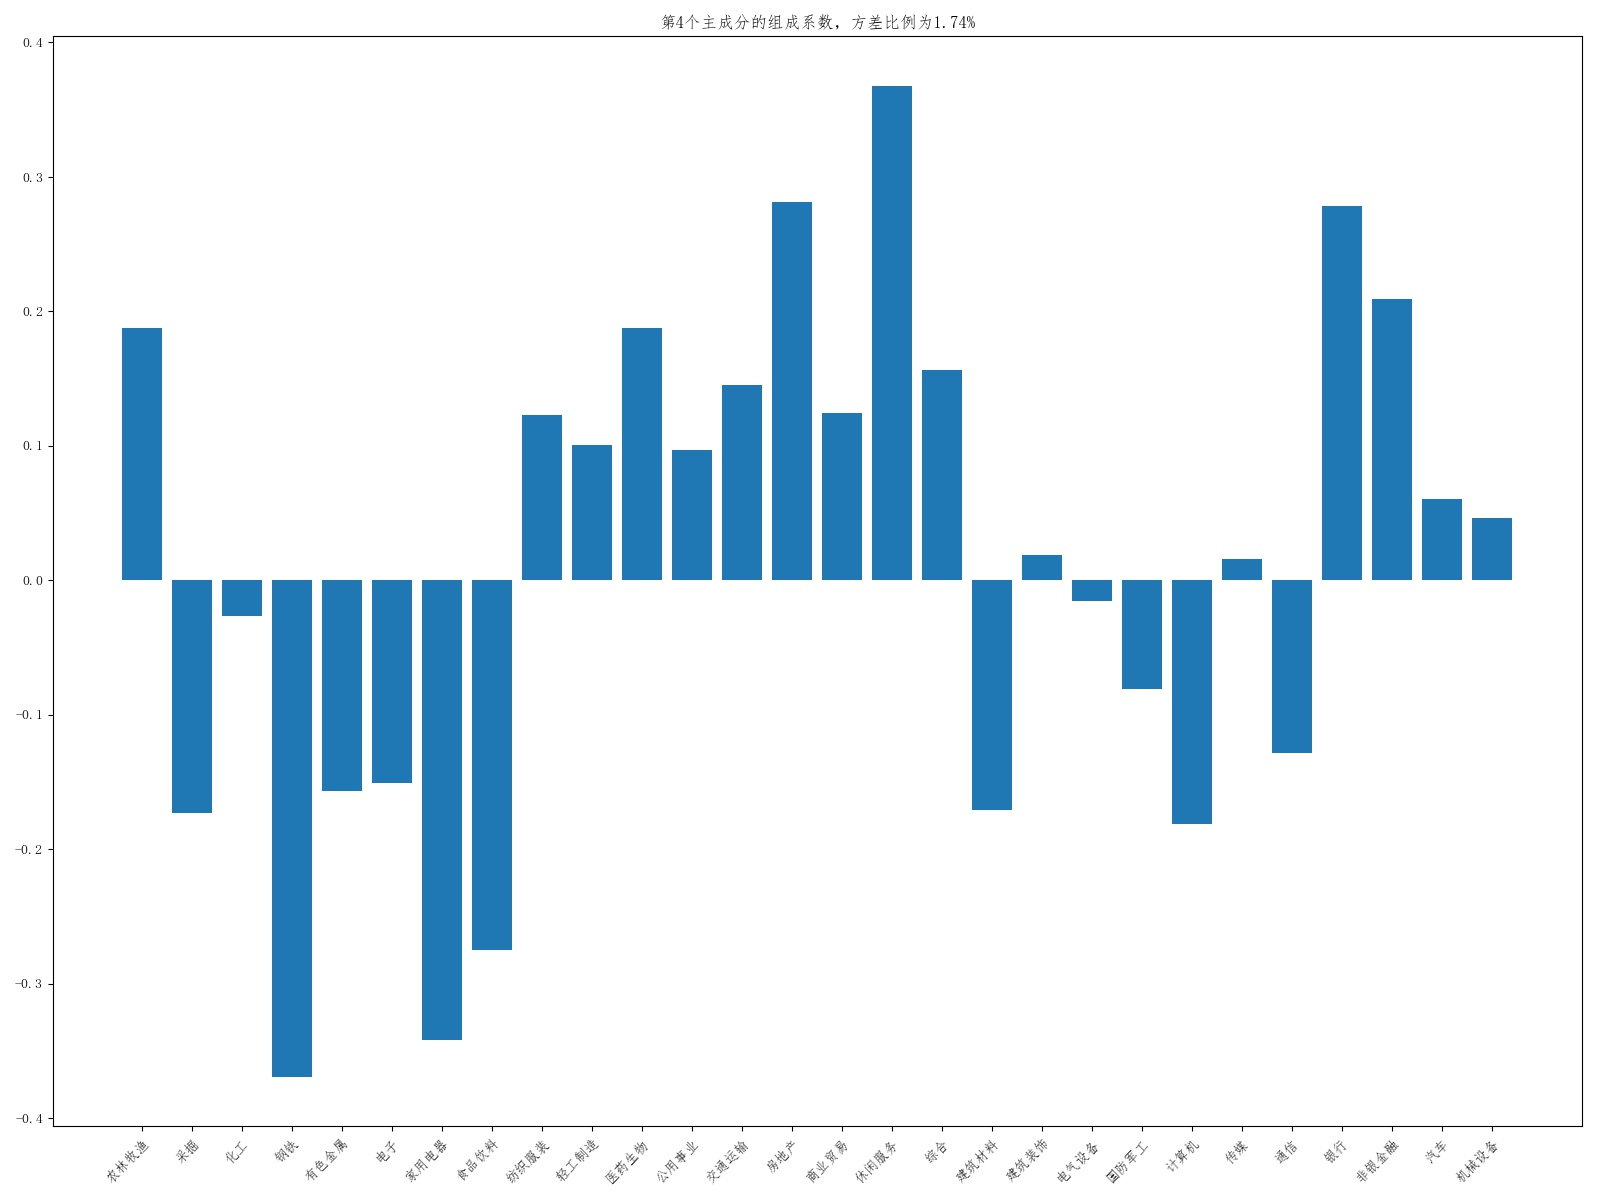 第4个主成分的组成系数，方差比例为1.74%
0.4
0.3
0.2
0.1
0.0
−0.1
−0.2
−0.3
−0.4
农林牧渔
采掘
化工
钢铁
有色金属
电子
家用电器
食品饮料
纺织服装
轻工制造
医药生物
公用事业
交通运输
房地产
商业贸易
休闲服务
综合
建筑材料
建筑装饰
电气设备
国防军工
计算机
传媒
通信
银行
非银金融
汽车
机械设备